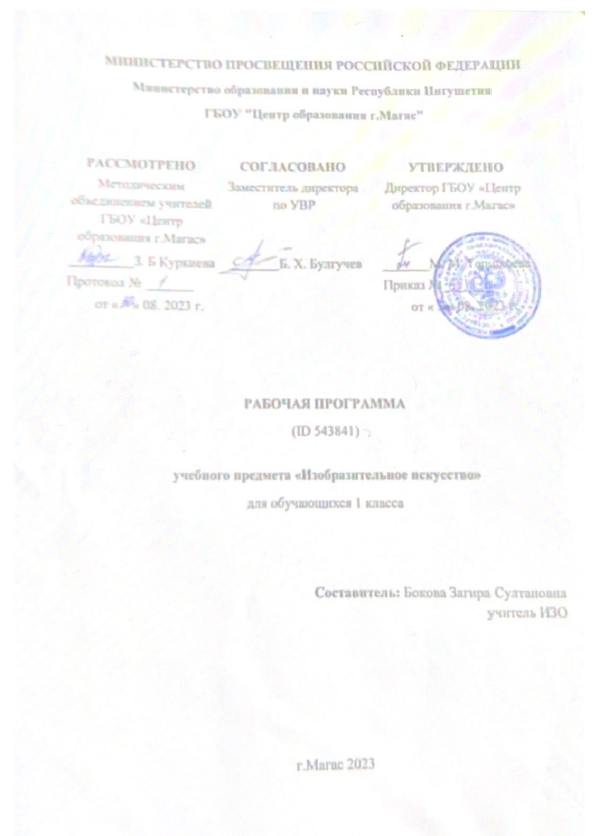 МИНИСТЕРСТВО ПРОСВЕЩЕНИЯ РОССИЙСКОЙ ФЕДЕРАЦИИ
Министерство образования и науки Республики Ингушетия
ГБОУ "Центр образования г.Магас"
РАССМОТРЕНО
Методическим
объединением учителей
ГБОУ «Центр
образования г.Магас»
З. Б Куркиева
Протокол № 1
от « » 08. 2023 г.
СОГЛАСОВАНО
Заместитель директора
по УВР
Б. Х. Булгучев
УТВЕРЖДЕНО
Директор ГБОУ «Центр
образования г.Магас»
М. М.
Приказ №
от « » 08. 2023 г.
РАБОЧАЯ ПРОГРАММА
(ID 543841)
учебного предмета «Изобразительное искусство»
для обучающихся 1 класса
Составитель: Бокова Загира Султановна
учитель ИЗО
г.Магас 2023